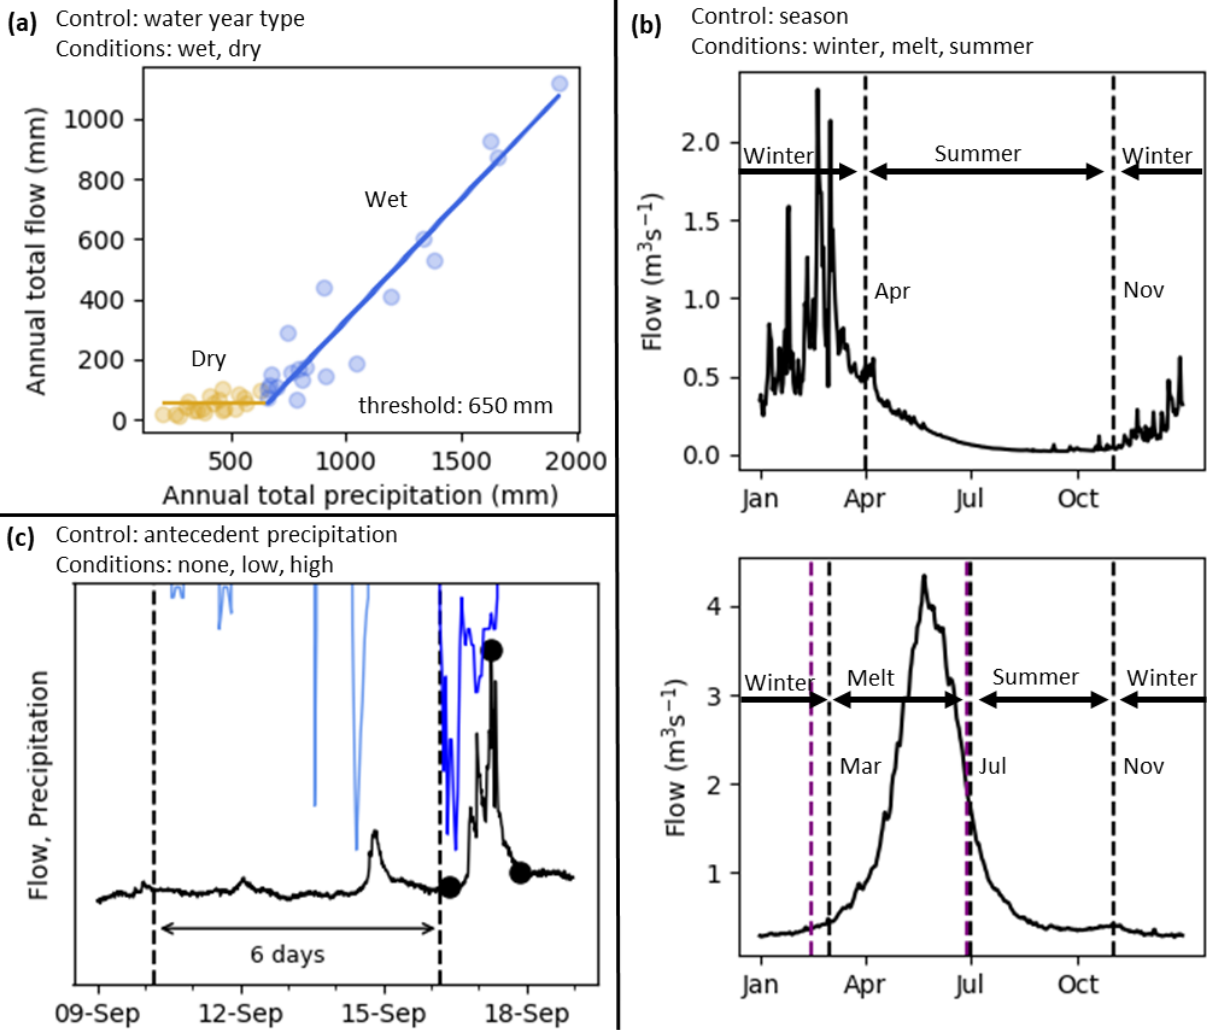 (a) Control: water year type
Conditions: wet, dry
Annual total flow (mm)
1000
800
600
400
200
0
Wet
Dry
threshold: 650 mm
500 1000 1500 2000
Annual total precipitation (mm)
(b) Control: season
Conditions: winter, melt, summer
Flow (m³s⁻¹)
2.0
1.5
1.0
0.5
0.0
Winter Summer Winter
Apr Nov
Jan Apr Jul Oct
Flow (m³s⁻¹)
4
3
2
1
Winter Melt Summer Winter
Mar Jul Nov
Jan Apr Jul Oct
(c) Control: antecedent precipitation
Conditions: none, low, high
Flow, Precipitation
6 days
09-Sep 12-Sep 15-Sep 18-Sep